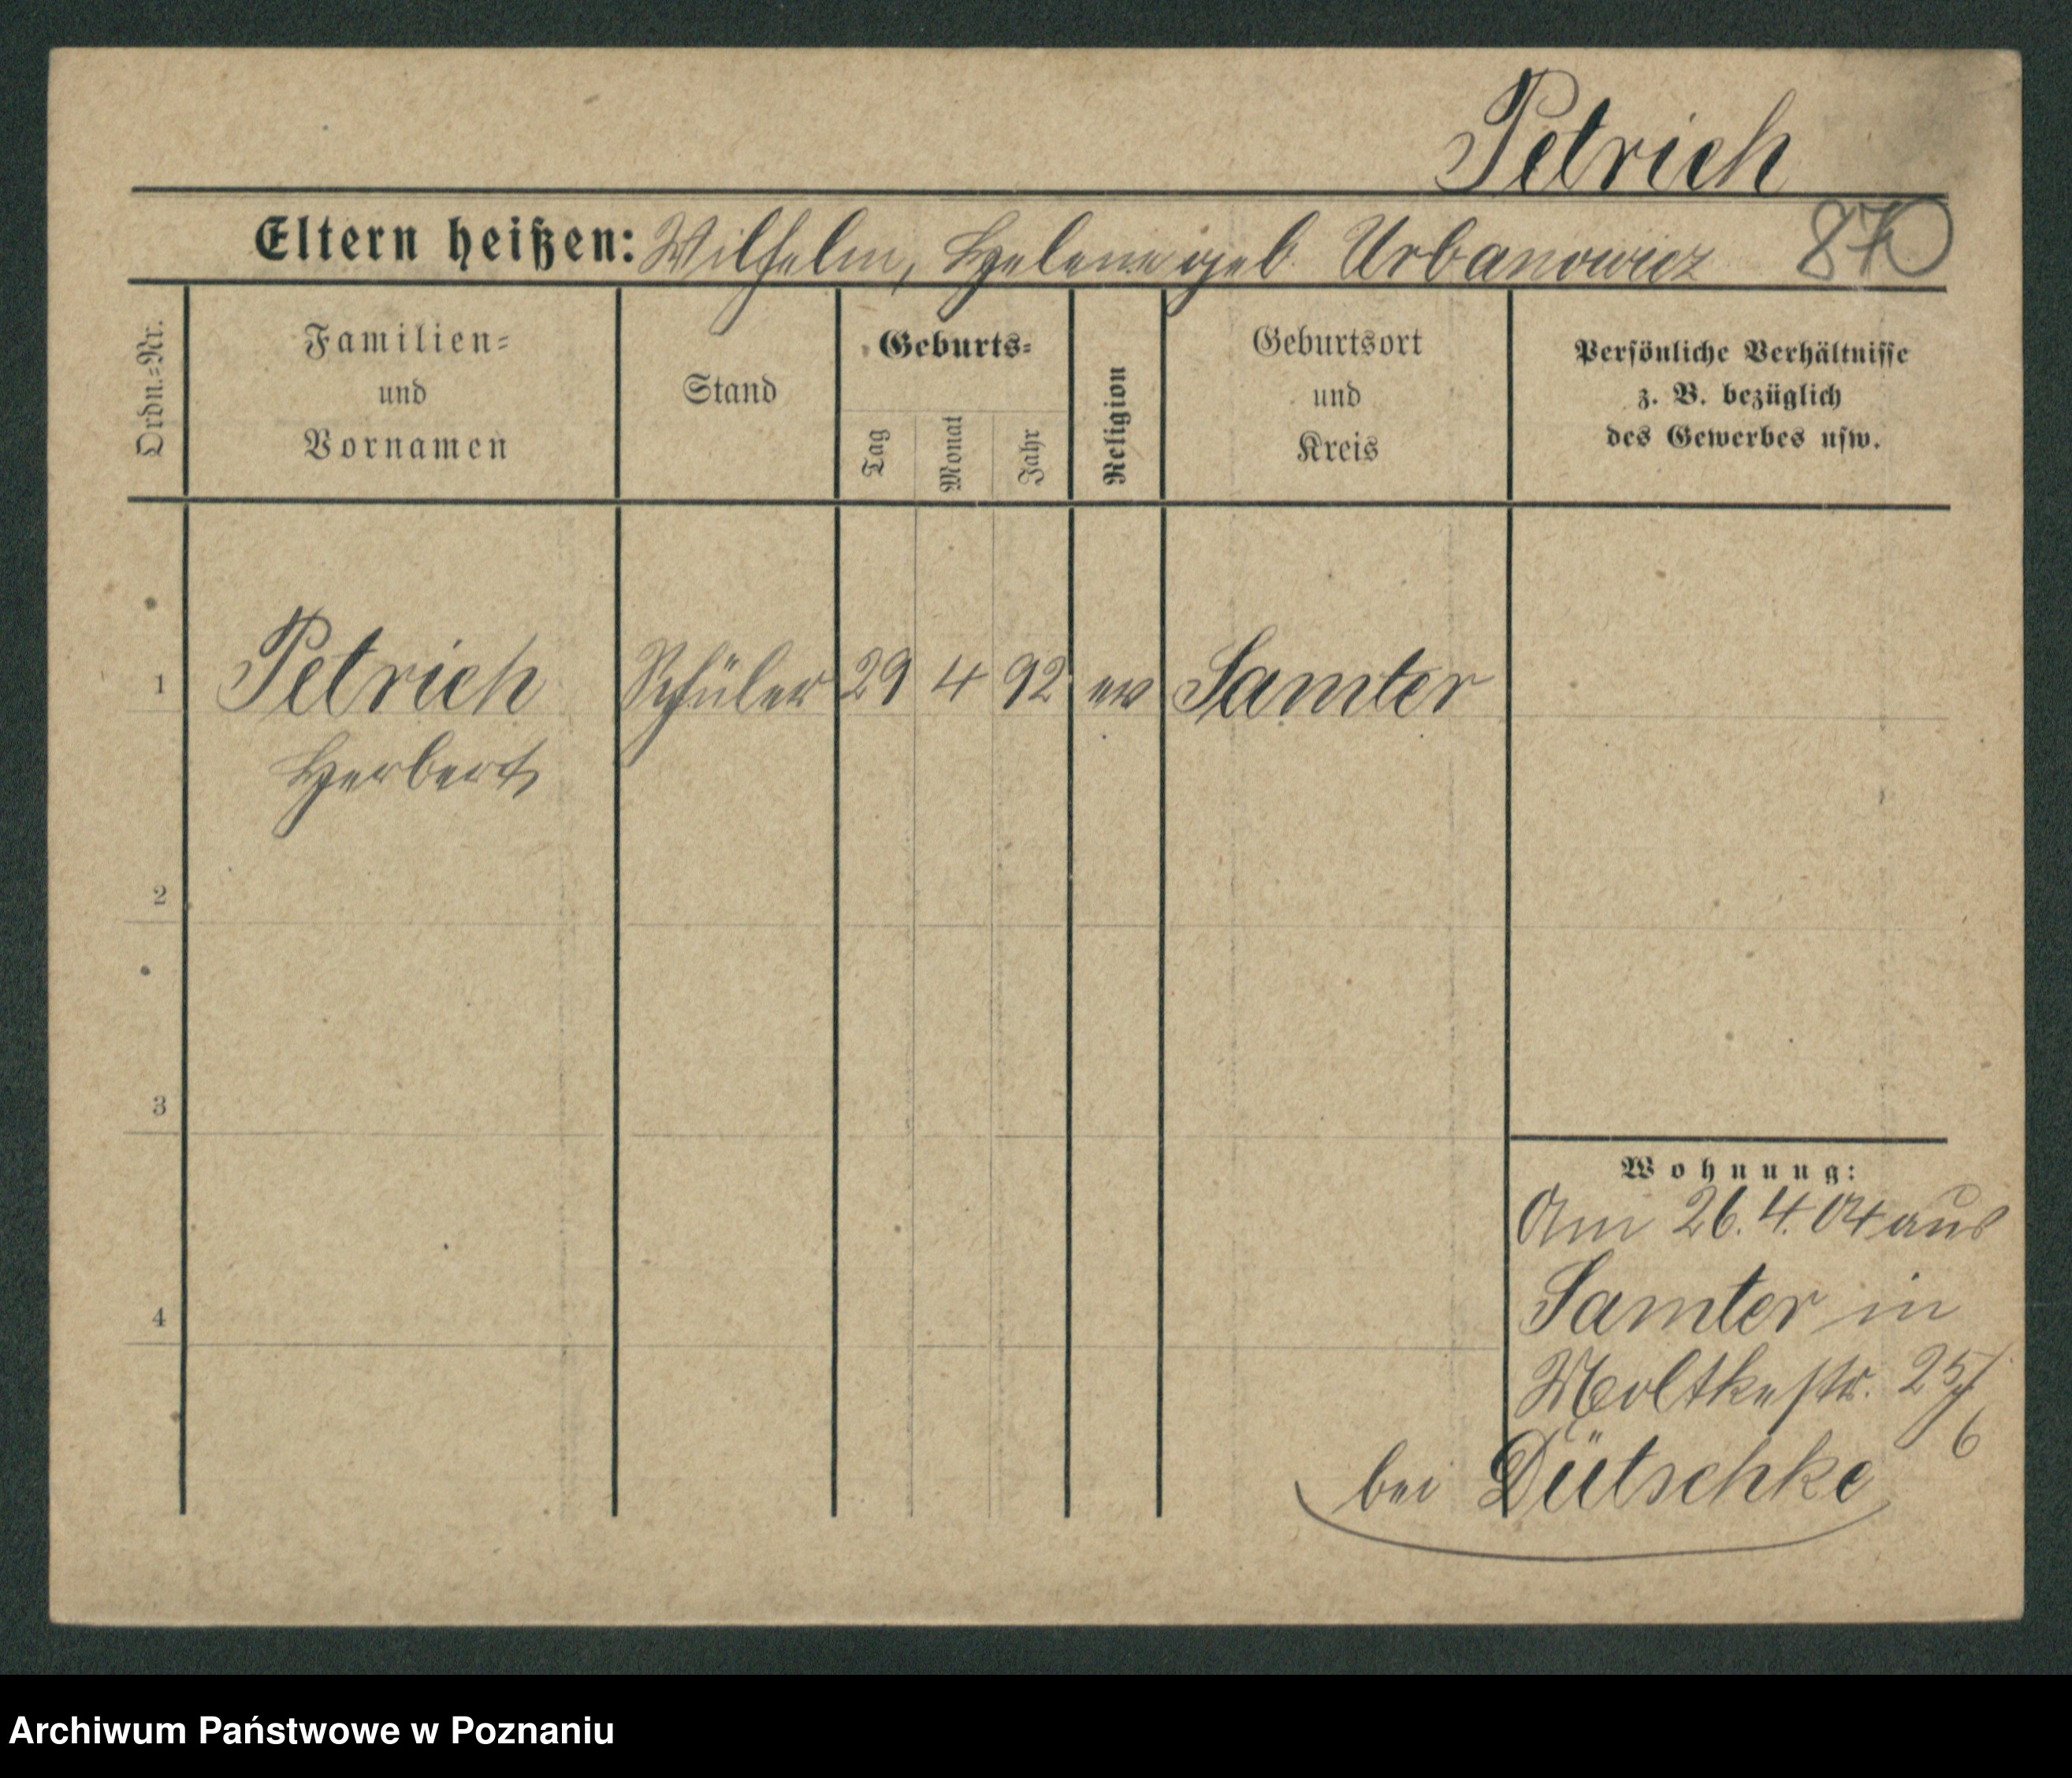 Petrich
Eltern heißen: Wilhelm, Helene geb. Urbanowicz 870
Ordn.=Nr.
Familien=
und
Vornamen
Stand
Geburts=
Tag
Monat
Jahr
Religion
Geburtsort
und
Kreis
Persönliche Verhältnisse
z. B. bezüglich
des Gewerbes usw.
1 Petrich Schüler 29 4 92 ev Samter
Herbert
2
3
4
Wohnung:
Am 26.4.04 aus
Samter in
Moltkestr. 25/
6
bei Dütschke
Archiwum Państwowe w Poznaniu